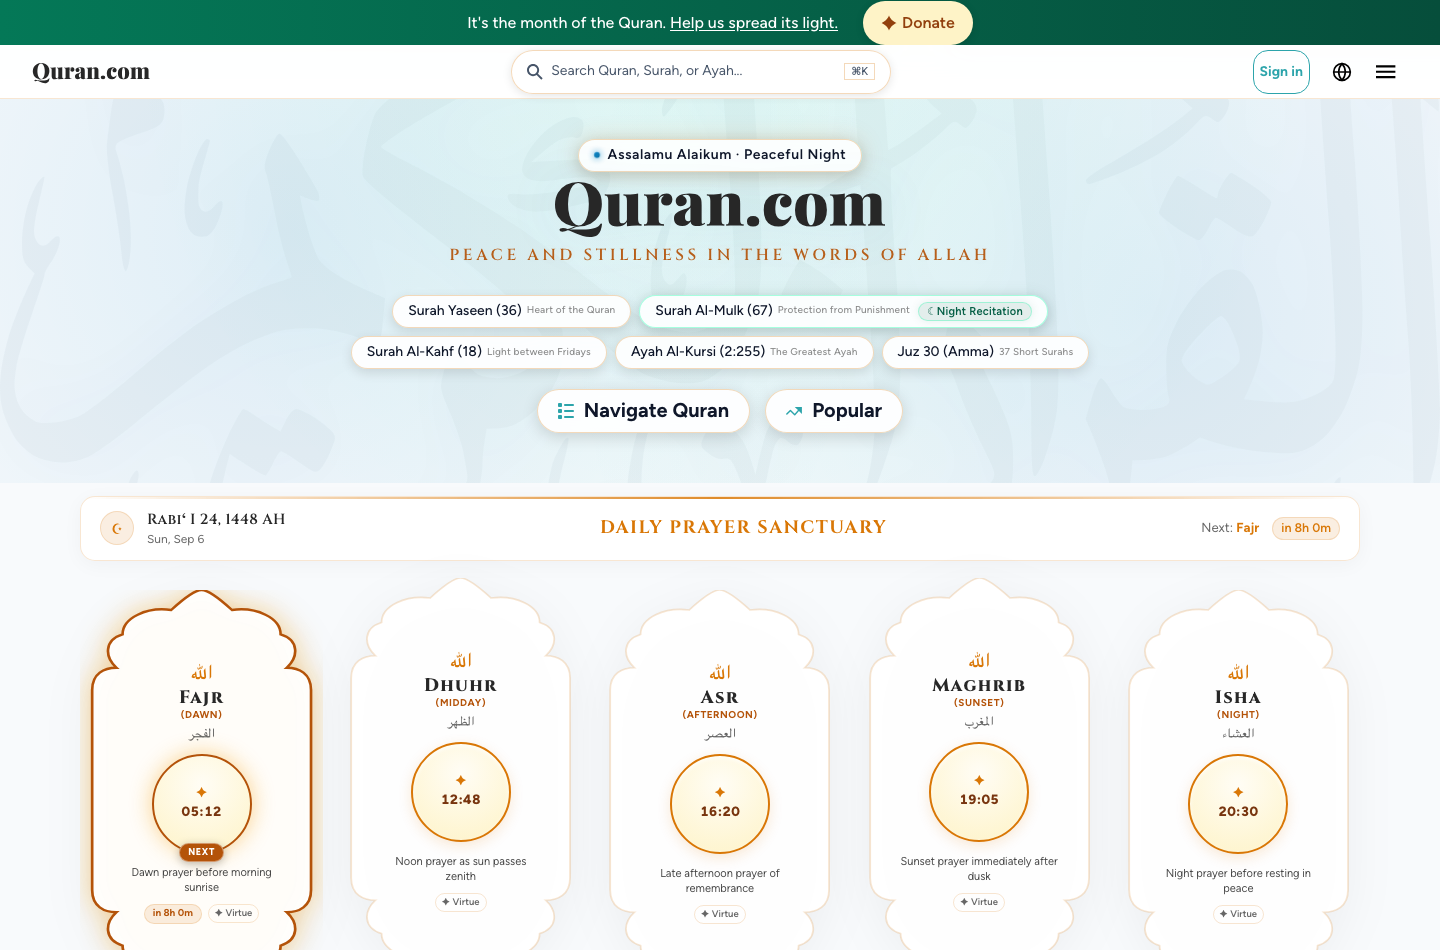 It's the month of the Quran. Help us spread its light. ✦ Donate
Quran.com
Search Quran, Surah, or Ayah...
⌘K
Sign in
Assalamu Alaikum · Peaceful Night
Quran.com
PEACE AND STILLNESS IN THE WORDS OF ALLAH
Surah Yaseen (36) Heart of the Quran
Surah Al-Mulk (67) Protection from Punishment ☾ Night Recitation
Surah Al-Kahf (18) Light between Fridays
Ayah Al-Kursi (2:255) The Greatest Ayah
Juz 30 (Amma) 37 Short Surahs
Navigate Quran
Popular
Rabiʻ I 24, 1448 AH
Sun, Sep 6
DAILY PRAYER SANCTUARY
Next: Fajr in 8h 0m
الله
Fajr
(DAWN)
الفجر
✦
05:12
NEXT
Dawn prayer before morning
sunrise
in 8h 0m ✦ Virtue
الله
Dhuhr
(MIDDAY)
الظهر
✦
12:48
Noon prayer as sun passes
zenith
✦ Virtue
الله
Asr
(AFTERNOON)
العصر
✦
16:20
Late afternoon prayer of
remembrance
✦ Virtue
الله
Maghrib
(SUNSET)
المغرب
✦
19:05
Sunset prayer immediately after
dusk
✦ Virtue
الله
Isha
(NIGHT)
العشاء
✦
20:30
Night prayer before resting in
peace
✦ Virtue